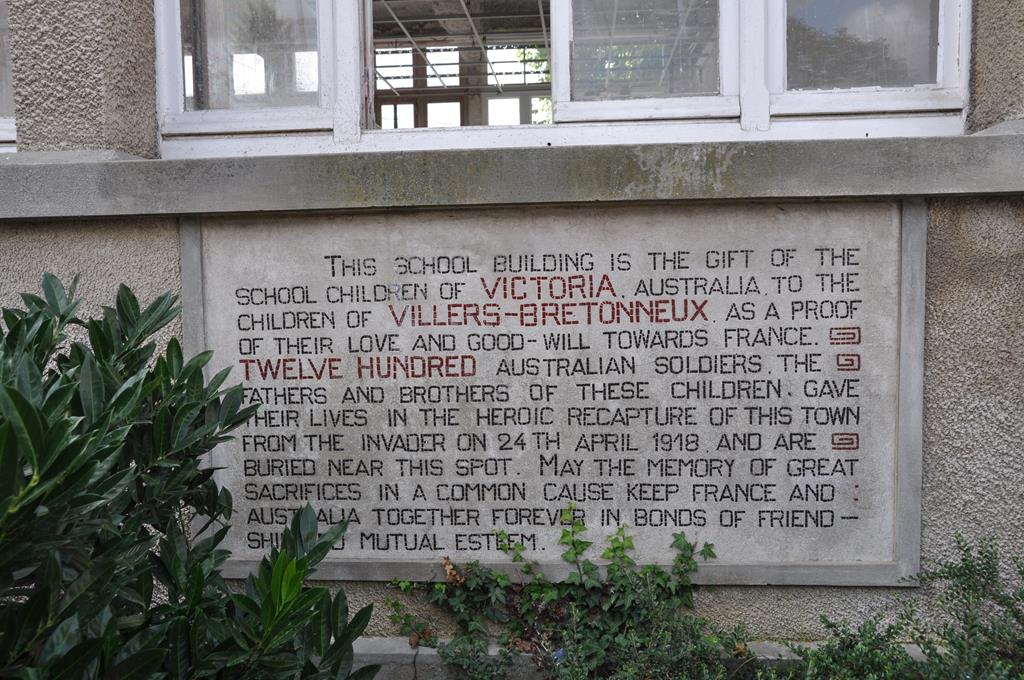 THIS SCHOOL BUILDING IS THE GIFT OF THE
SCHOOL CHILDREN OF VICTORIA, AUSTRALIA, TO THE
CHILDREN OF VILLERS-BRETONNEUX, AS A PROOF
OF THEIR LOVE AND GOOD-WILL TOWARDS FRANCE.
TWELVE HUNDRED AUSTRALIAN SOLDIERS, THE
FATHERS AND BROTHERS OF THESE CHILDREN, GAVE
THEIR LIVES IN THE HEROIC RECAPTURE OF THIS TOWN
FROM THE INVADER ON 24TH APRIL 1918, AND ARE
BURIED NEAR THIS SPOT. MAY THE MEMORY OF GREAT
SACRIFICES IN A COMMON CAUSE KEEP FRANCE AND
AUSTRALIA TOGETHER FOREVER IN BONDS OF FRIEND-
SHIP AND MUTUAL ESTEEM.